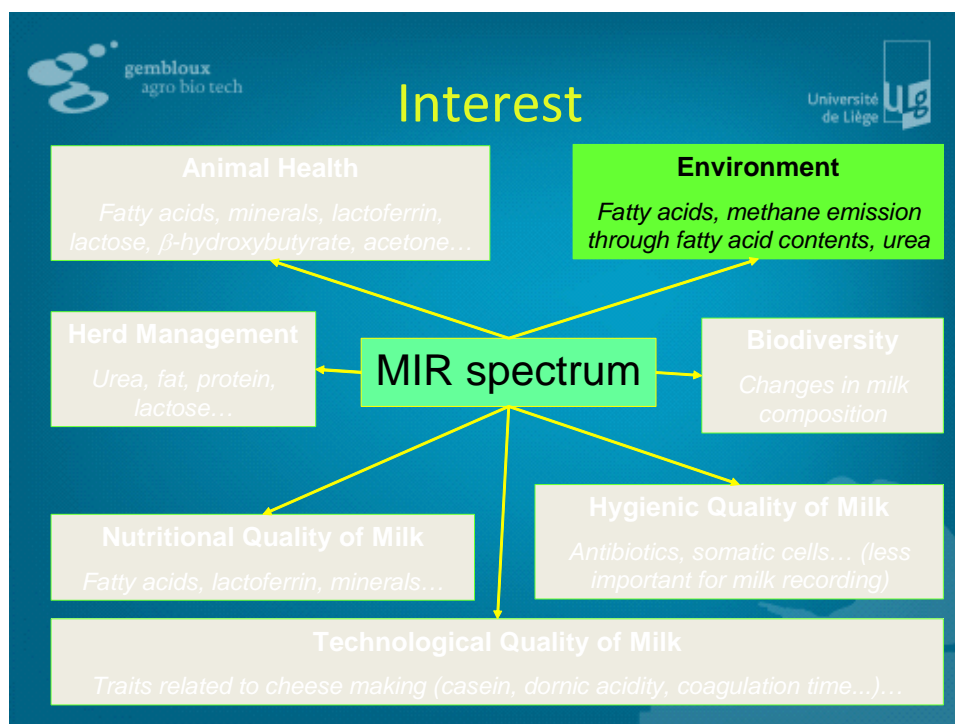 gembloux
agro bio tech
Interest
Université
de Liège
Animal Health
Fatty acids, minerals, lactoferrin,
lactose, β-hydroxybutyrate, acetone…
Environment
Fatty acids, methane emission
through fatty acid contents, urea
Herd Management
Urea, fat, protein,
lactose…
MIR spectrum
Biodiversity
Changes in milk
composition
Nutritional Quality of Milk
Fatty acids, lactoferrin, minerals…
Hygienic Quality of Milk
Antibiotics, somatic cells… (less
important for milk recording)
Technological Quality of Milk
Traits related to cheese making (casein, dornic acidity, coagulation time...)…